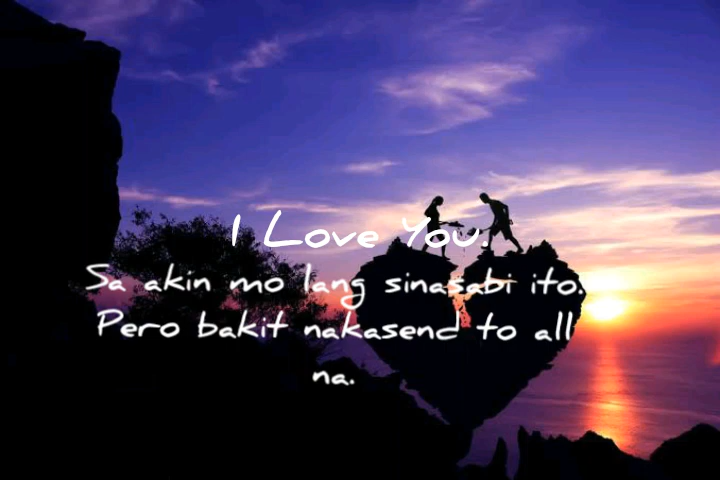 I Love You.
Sa akin mo lang sinasabi ito.
Pero bakit nakasend to all
na.